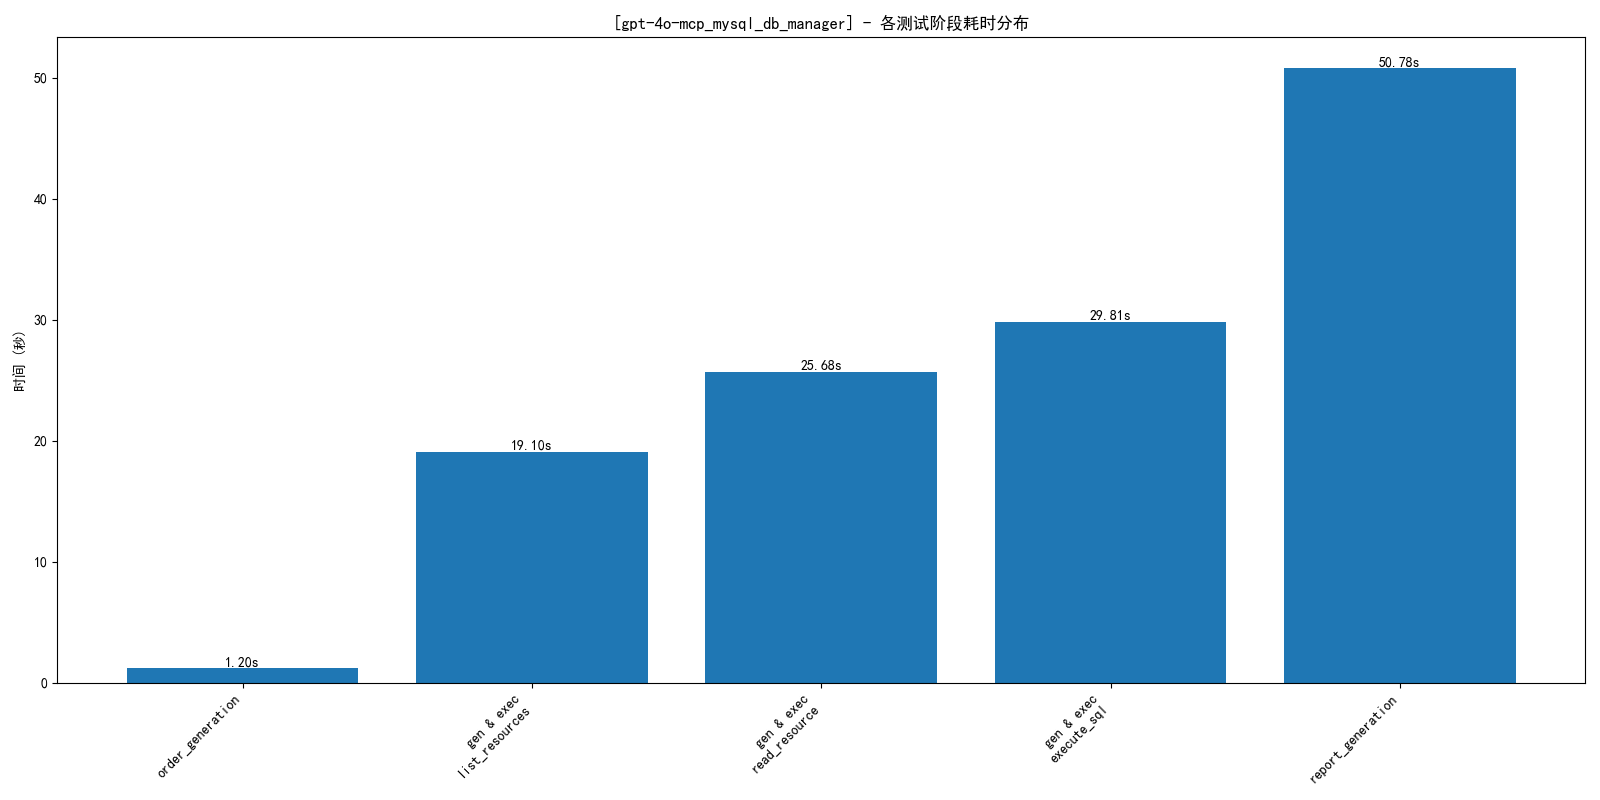 [gpt-4o-mcp_mysql_db_manager] - 各测试阶段耗时分布
时间 (秒)
50
40
30
20
10
0
1.20s
19.10s
25.68s
29.81s
50.78s
order_generation
gen & exec
list_resources
gen & exec
read_resource
gen & exec
execute_sql
report_generation